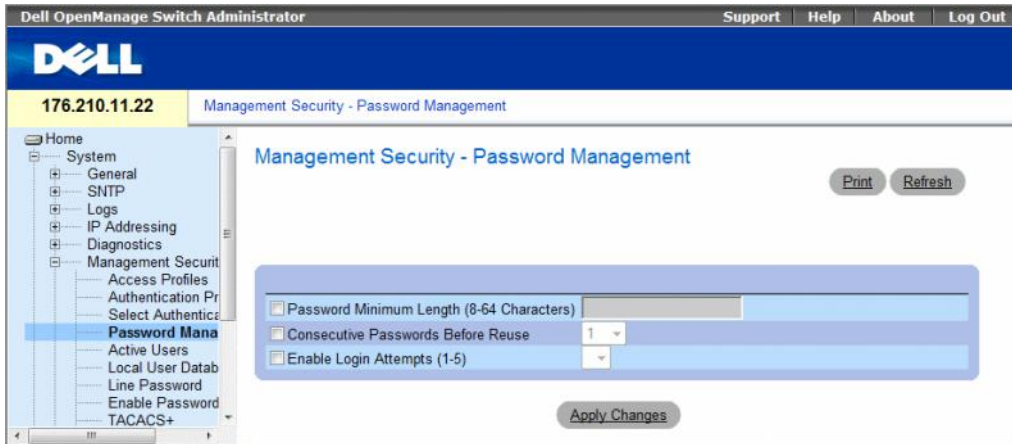 Dell OpenManage Switch Administrator
Support Help About Log Out
DELL
176.210.11.22
Management Security - Password Management
Home
System
General
SNTP
Logs
IP Addressing
Diagnostics
Management Securit
Access Profiles
Authentication Pr
Select Authentica
Password Mana
Active Users
Local User Datab
Line Password
Enable Password
TACACS+
Management Security - Password Management
Print Refresh
Password Minimum Length (8-64 Characters)
Consecutive Passwords Before Reuse 1
Enable Login Attempts (1-5)
Apply Changes